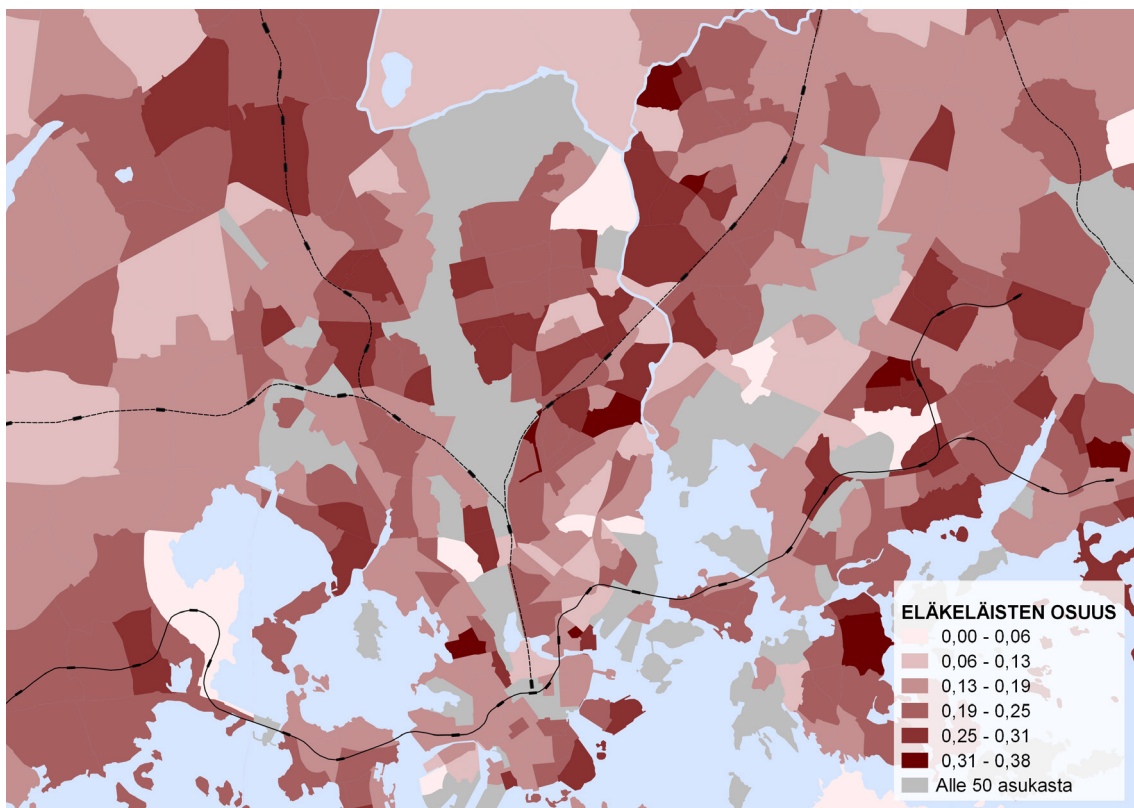 ELÄKELÄISTEN OSUUS
0,00 - 0,06
0,06 - 0,13
0,13 - 0,19
0,19 - 0,25
0,25 - 0,31
0,31 - 0,38
Alle 50 asukasta